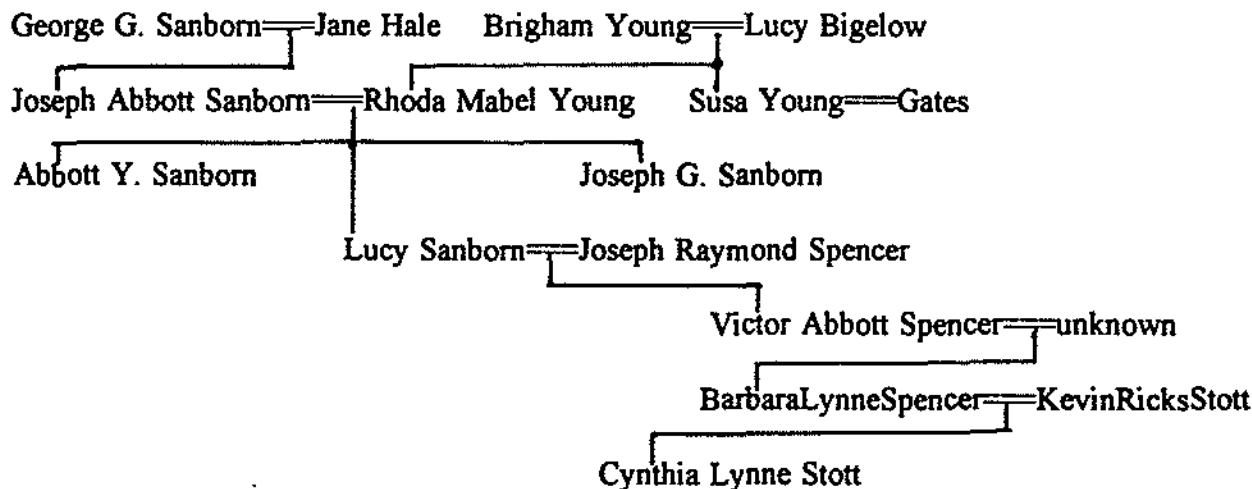 George G. Sanborn Jane Hale Brigham Young Lucy Bigelow
Joseph Abbott Sanborn Rhoda Mabel Young Susa Young Gates
Abbott Y. Sanborn Joseph G. Sanborn
Lucy Sanborn Joseph Raymond Spencer
Victor Abbott Spencer unknown
BarbaraLynneSpencer KevinRicksStott
Cynthia Lynne Stott